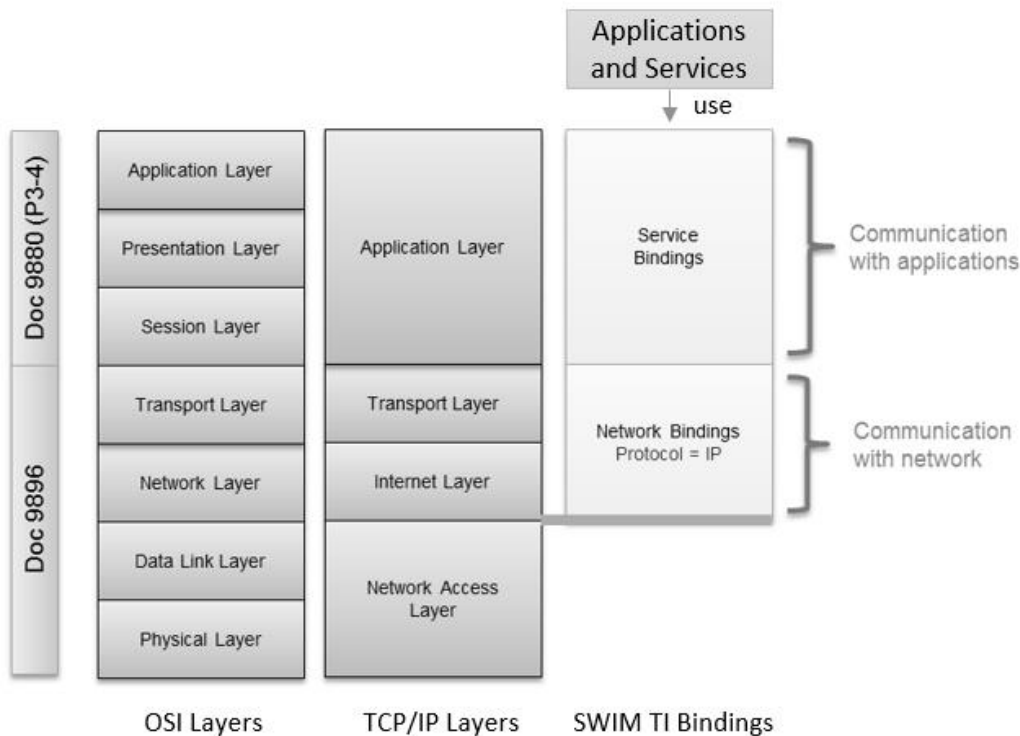 Applications
and Services
use
Doc 9880 (P3-4)
Doc 9896
Application Layer
Presentation Layer
Session Layer
Transport Layer
Network Layer
Data Link Layer
Physical Layer
Application Layer
Transport Layer
Internet Layer
Network Access
Layer
Service
Bindings
Network Bindings
Protocol = IP
Communication
with applications
Communication
with network
OSI Layers
TCP/IP Layers
SWIM TI Bindings